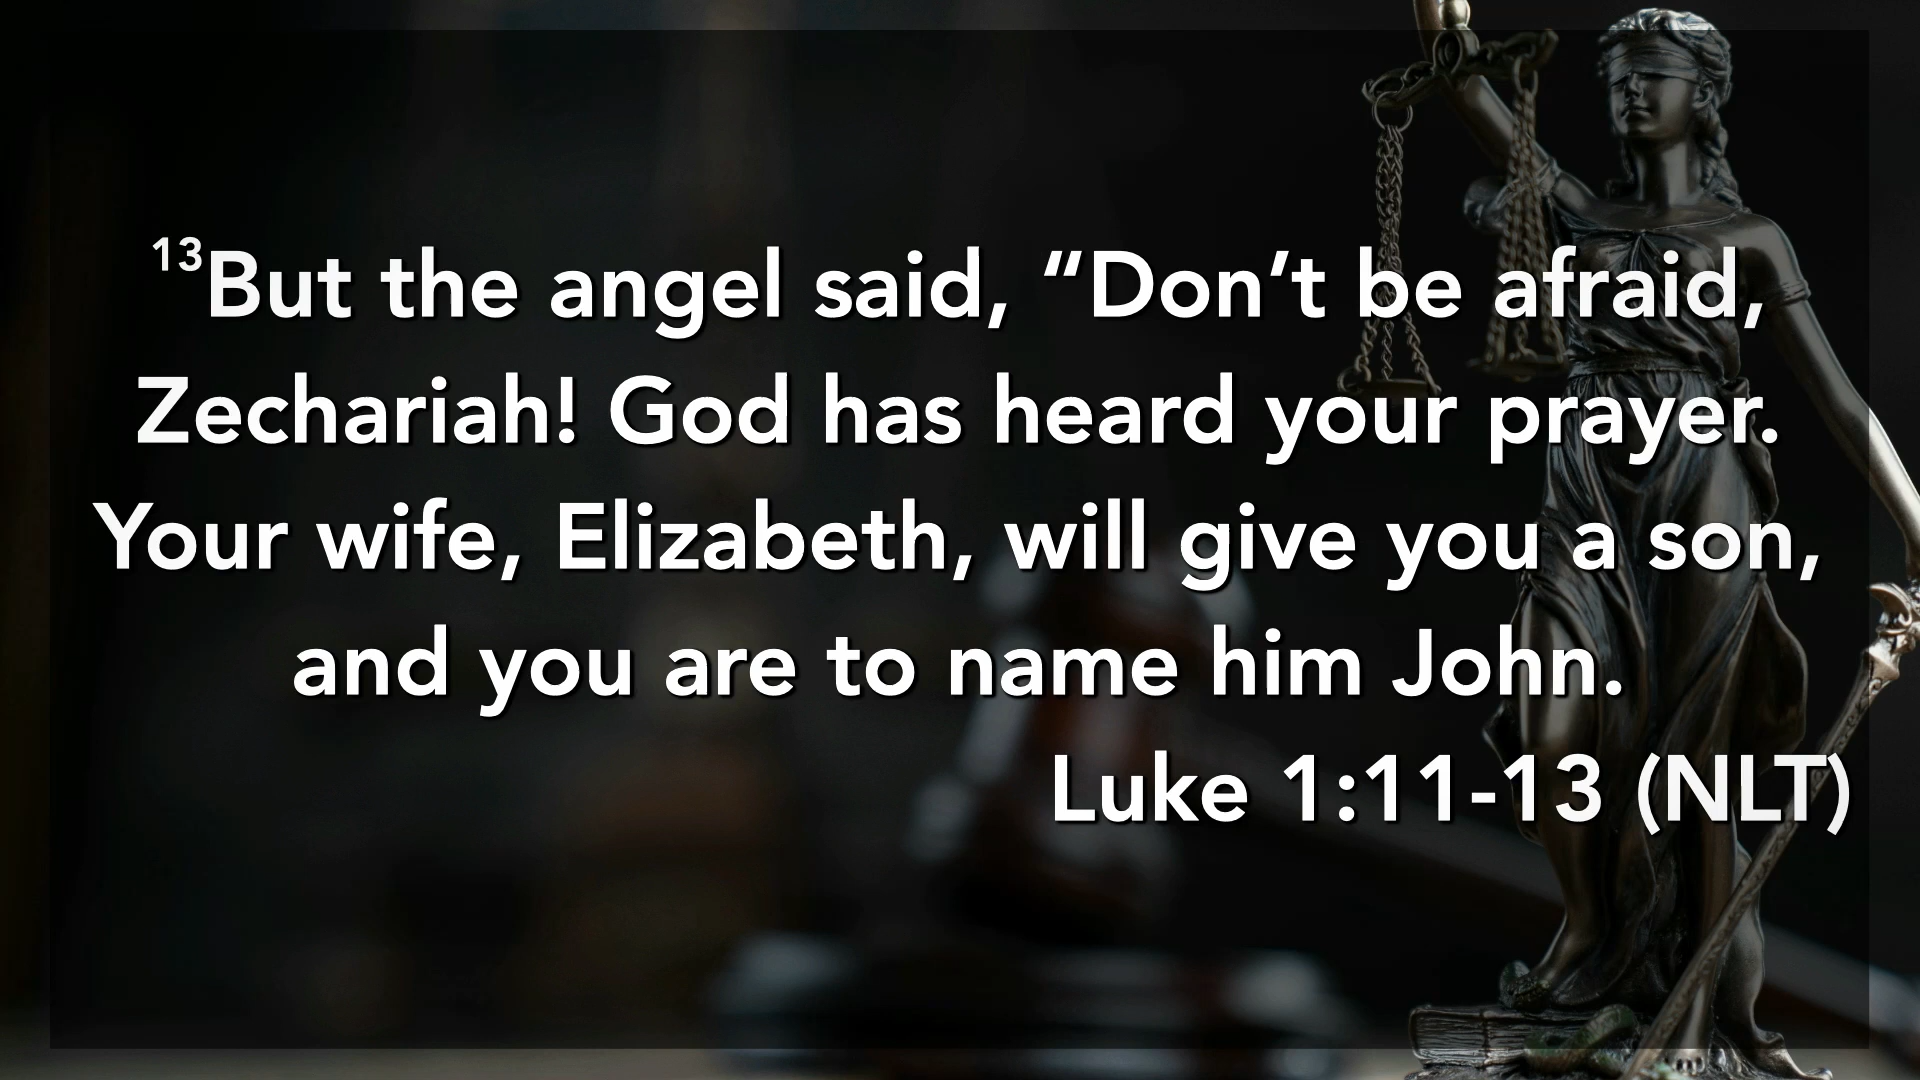 ¹³But the angel said, “Don’t be afraid,
Zechariah! God has heard your prayer.
Your wife, Elizabeth, will give you a son,
and you are to name him John.
Luke 1:11-13 (NLT)